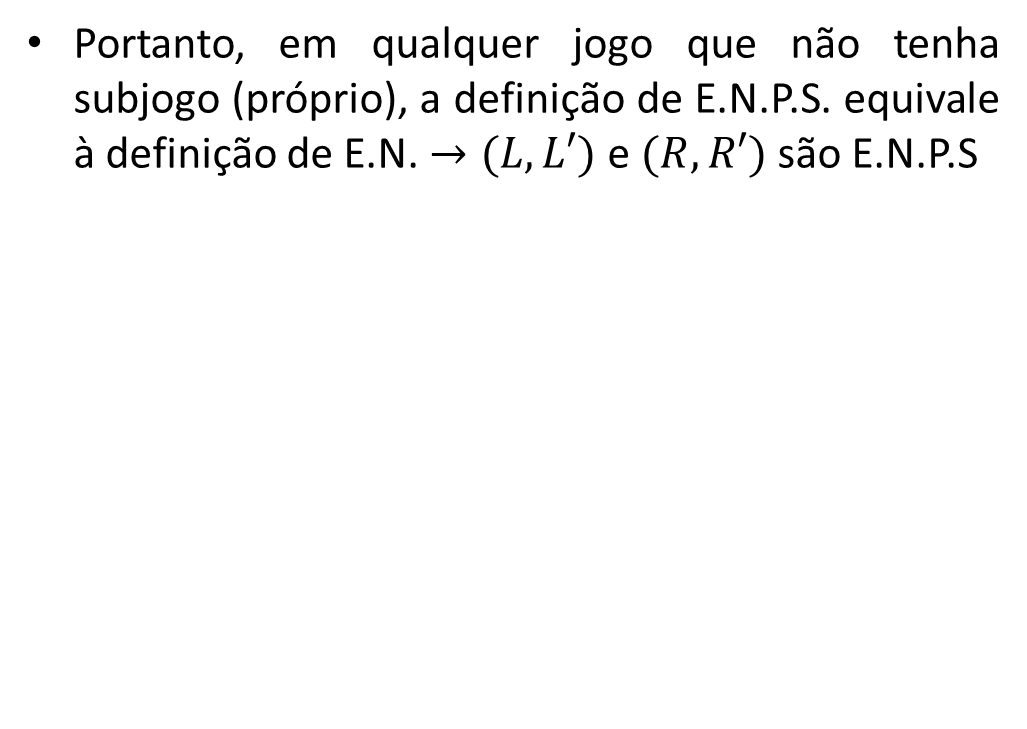 • Portanto, em qualquer jogo que não tenha
subjogo (próprio), a definição de E.N.P.S. equivale
à definição de E.N. → (L, L′) e (R, R′) são E.N.P.S